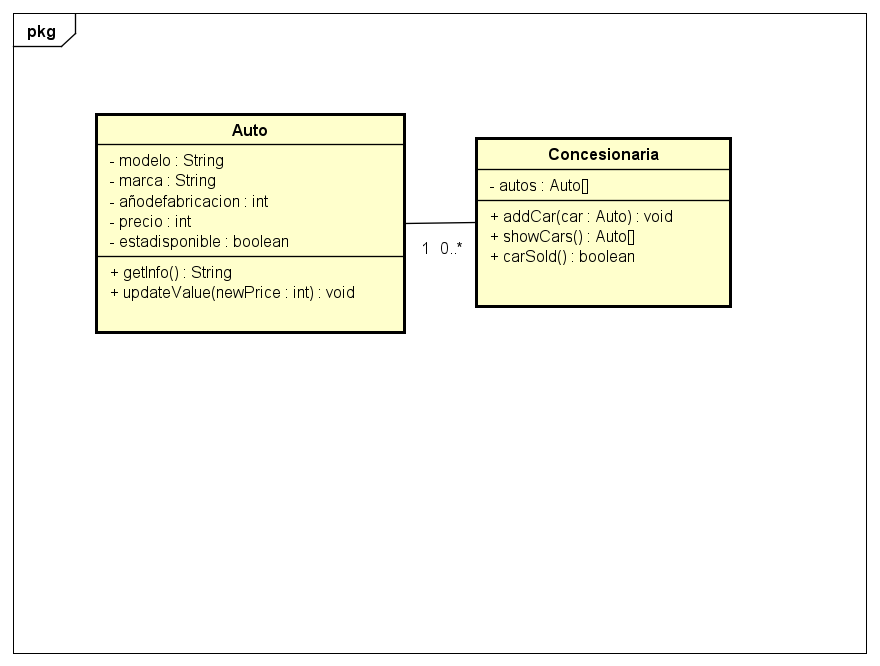 pkg
Auto
- modelo : String
- marca : String
- añodefabricacion : int
- precio : int
- estadisponible : boolean
+ getInfo() : String
+ updateValue(newPrice : int) : void
1 0..*
Concesionaria
- autos : Auto[]
+ addCar(car : Auto) : void
+ showCars() : Auto[]
+ carSold() : boolean